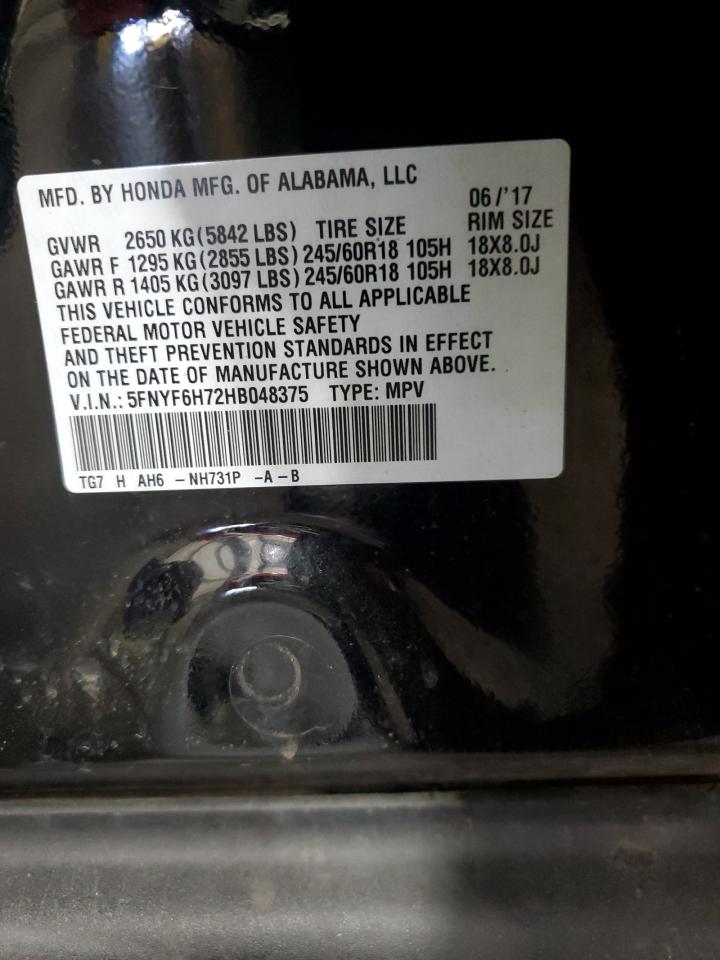 MFD. BY HONDA MFG. OF ALABAMA, LLC 06/'17
GVWR 2650 KG(5842 LBS) TIRE SIZE RIM SIZE
GAWR F 1295 KG(2855 LBS) 245/60R18 105H 18X8.0J
GAWR R 1405 KG(3097 LBS) 245/60R18 105H 18X8.0J
THIS VEHICLE CONFORMS TO ALL APPLICABLE
FEDERAL MOTOR VEHICLE SAFETY
AND THEFT PREVENTION STANDARDS IN EFFECT
ON THE DATE OF MANUFACTURE SHOWN ABOVE.
V.I.N.: 5FNYF6H72HB048375 TYPE: MPV
TG7 H AH6 -NH731P -A-B